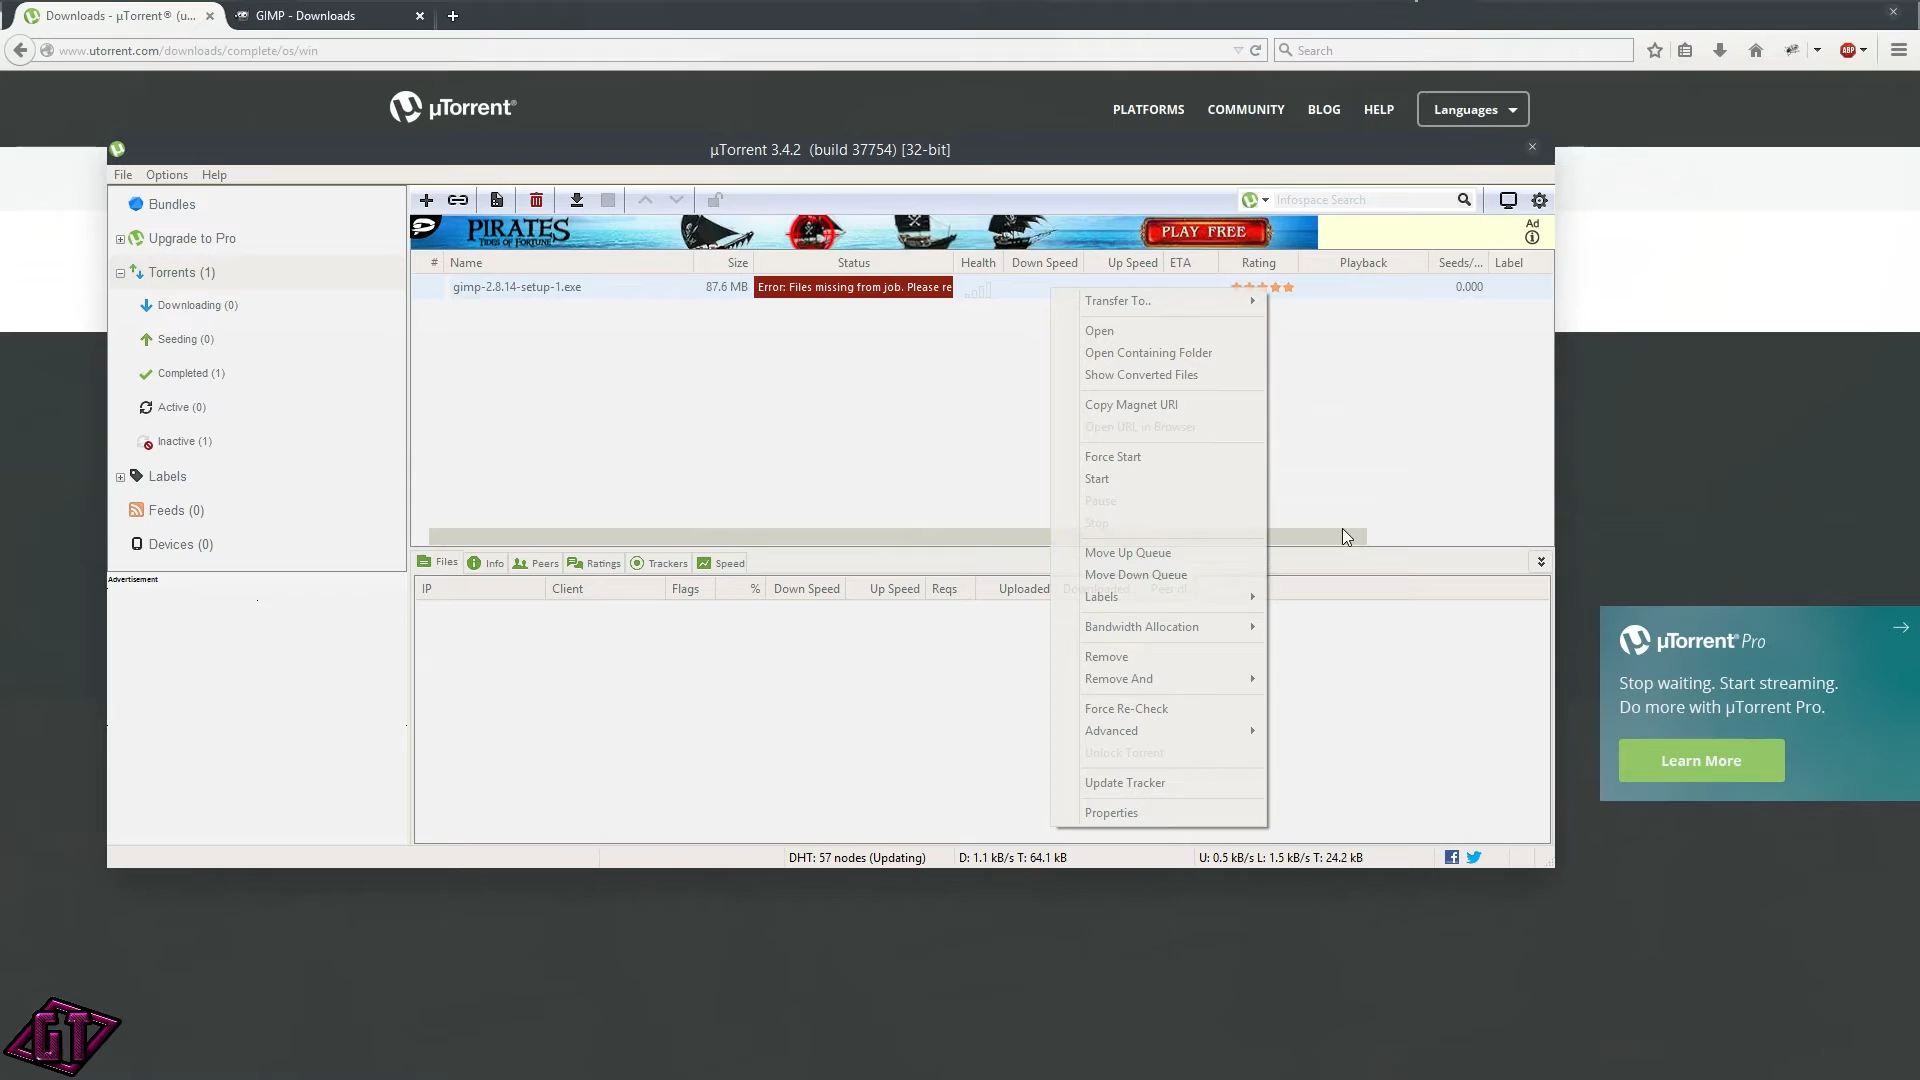 Downloads - µTorrent® (u...
GIMP - Downloads
www.utorrent.com/downloads/complete/os/win
Search
ABP
µTorrent®
PLATFORMS
COMMUNITY
BLOG
HELP
Languages
µTorrent 3.4.2 (build 37754) [32-bit]
File
Options
Help
Bundles
Upgrade to Pro
Torrents (1)
Downloading (0)
Seeding (0)
Completed (1)
Active (0)
Inactive (1)
Labels
Feeds (0)
Devices (0)
Advertisement
Infospace Search
PIRATES
TIDES OF FORTUNE
PLAY FREE
Ad
#
Name
Size
Status
Health
Down Speed
Up Speed
ETA
Rating
Playback
Seeds/...
Label
gimp-2.8.14-setup-1.exe
87.6 MB
Error: Files missing from job. Please re
0.000
Transfer To..
Open
Open Containing Folder
Show Converted Files
Copy Magnet URI
Open URL in Browser
Force Start
Start
Pause
Stop
Move Up Queue
Move Down Queue
Labels
Bandwidth Allocation
Remove
Remove And
Force Re-Check
Advanced
Unlock Torrent
Update Tracker
Properties
Files
Info
Peers
Ratings
Trackers
Speed
IP
Client
Flags
%
Down Speed
Up Speed
Reqs
Uploaded
Downloaded
Peer dl.
DHT: 57 nodes (Updating)
D: 1.1 kB/s T: 64.1 kB
U: 0.5 kB/s L: 1.5 kB/s T: 24.2 kB
µTorrent® Pro
Stop waiting. Start streaming.
Do more with µTorrent Pro.
Learn More
GT